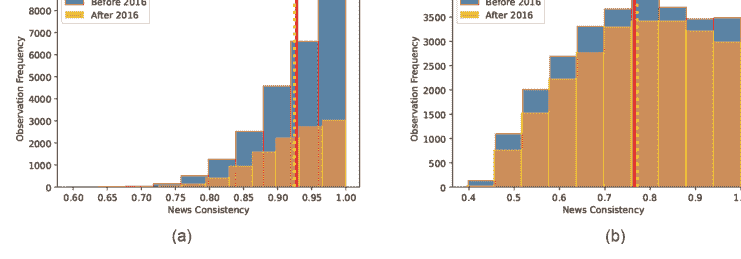 Before 2016
After 2016
Observation Frequency
8000
7000
6000
5000
4000
3000
2000
1000
0
0.60 0.65 0.70 0.75 0.80 0.85 0.90 0.95 1.00
News Consistency
(a)
Before 2016
After 2016
Observation Frequency
3500
3000
2500
2000
1500
1000
500
0
0.4 0.5 0.6 0.7 0.8 0.9
News Consistency
(b)